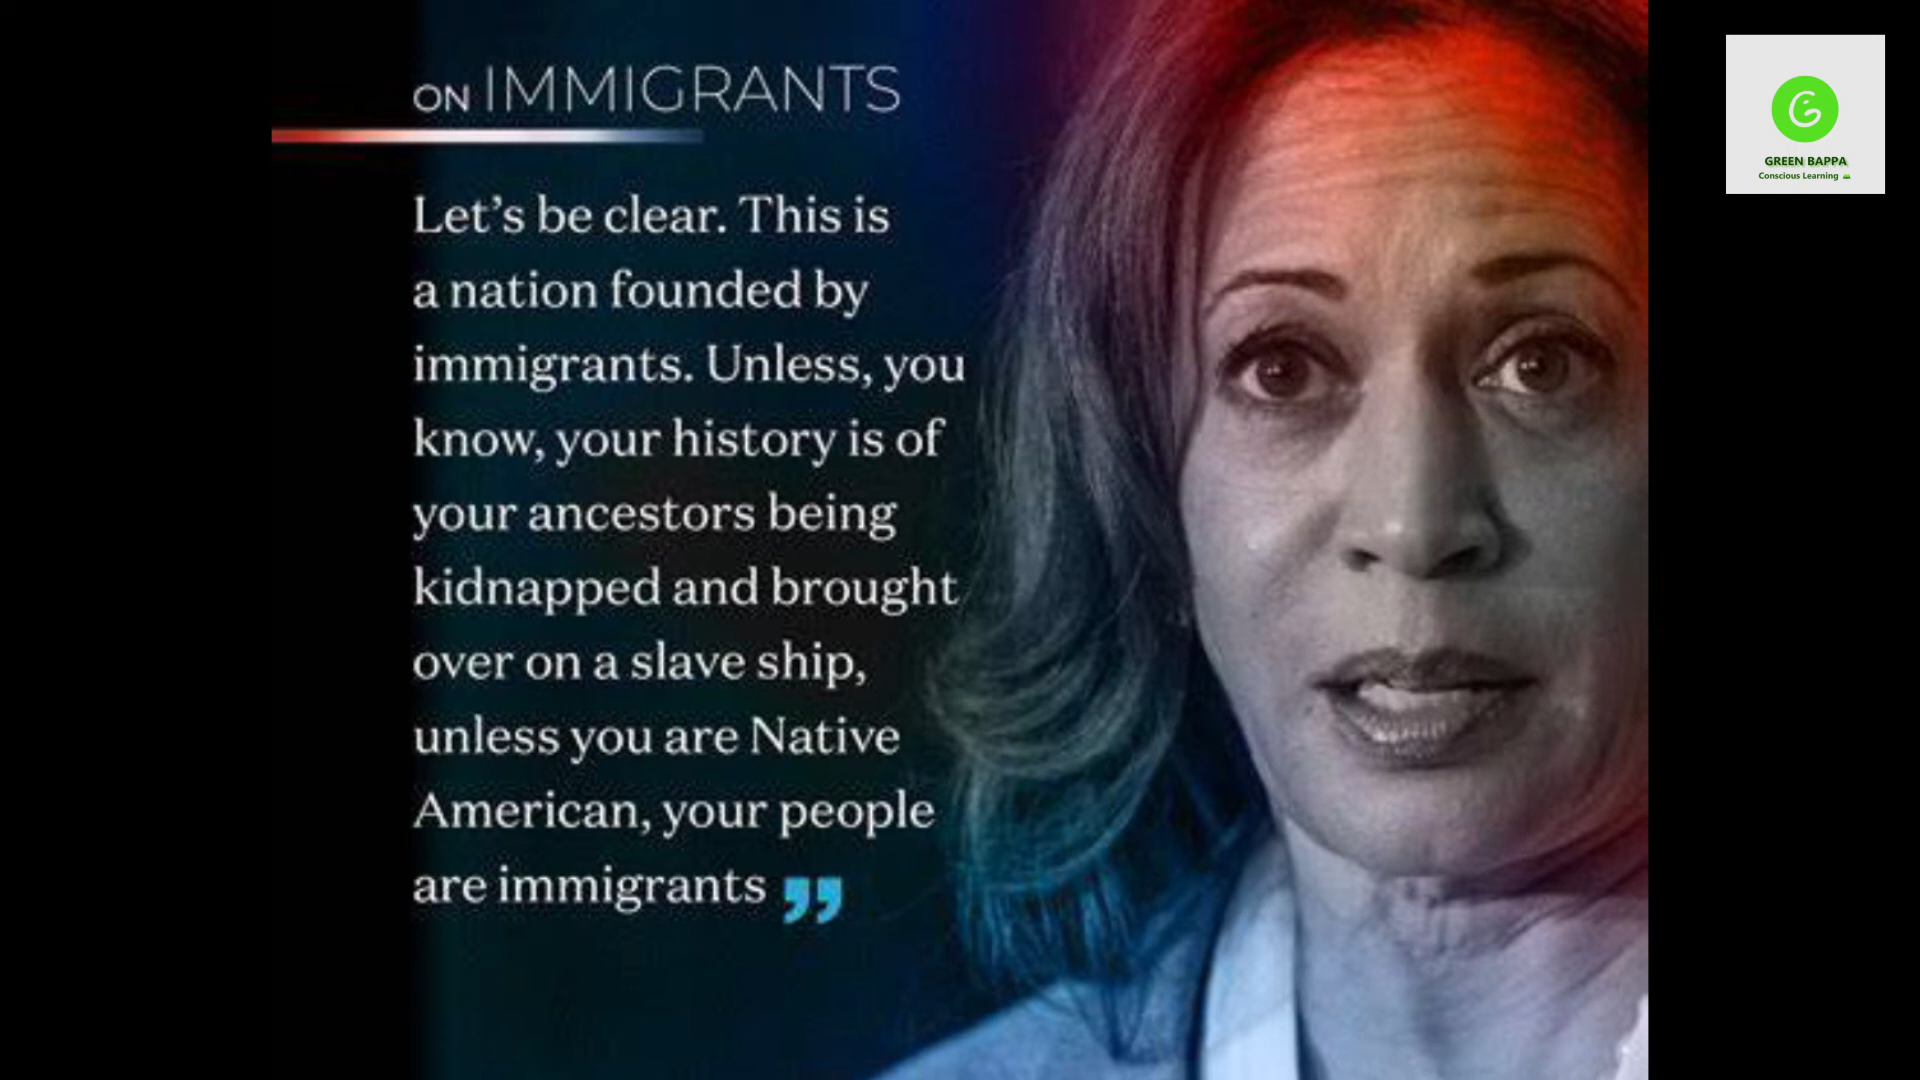 ON IMMIGRANTS
Let’s be clear. This is
a nation founded by
immigrants. Unless, you
know, your history is of
your ancestors being
kidnapped and brought
over on a slave ship,
unless you are Native
American, your people
are immigrants ”
GREEN BAPPA
Conscious Learning